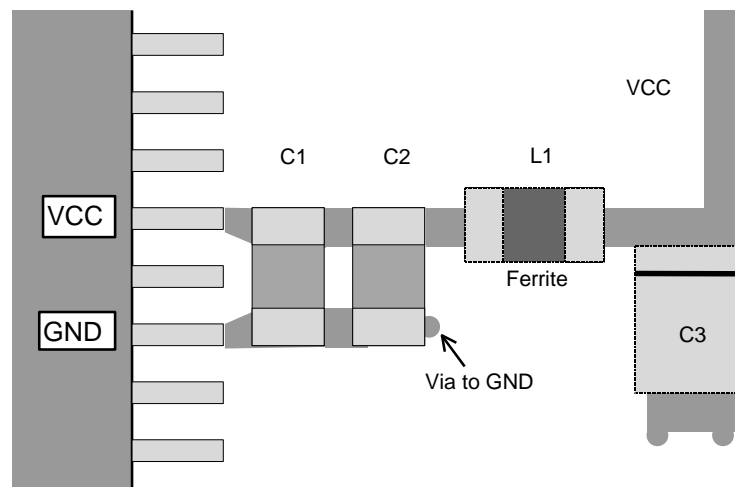 VCC
C1
C2
L1
VCC
Ferrite
GND
C3
Via to GND